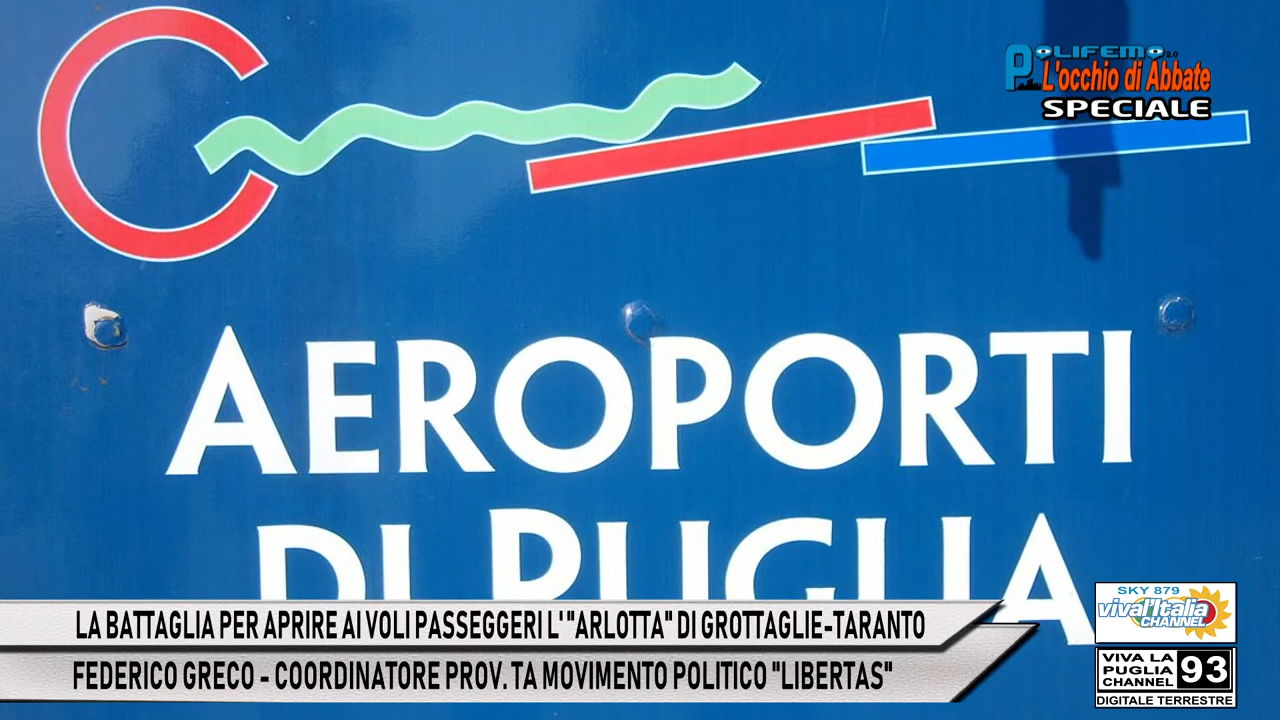 POLIFEMO 2.0
L'occhio di Abbate
SPECIALE
AEROPORTI
DI PUGLIA
LA BATTAGLIA PER APRIRE AI VOLI PASSEGGERI L' "ARLOTTA" DI GROTTAGLIE-TARANTO
FEDERICO GRECO - COORDINATORE PROV. TA MOVIMENTO POLITICO "LIBERTAS"
SKY 879
viva l'Italia
CHANNEL
VIVA LA
PUGLIA
CHANNEL 93
DIGITALE TERRESTRE